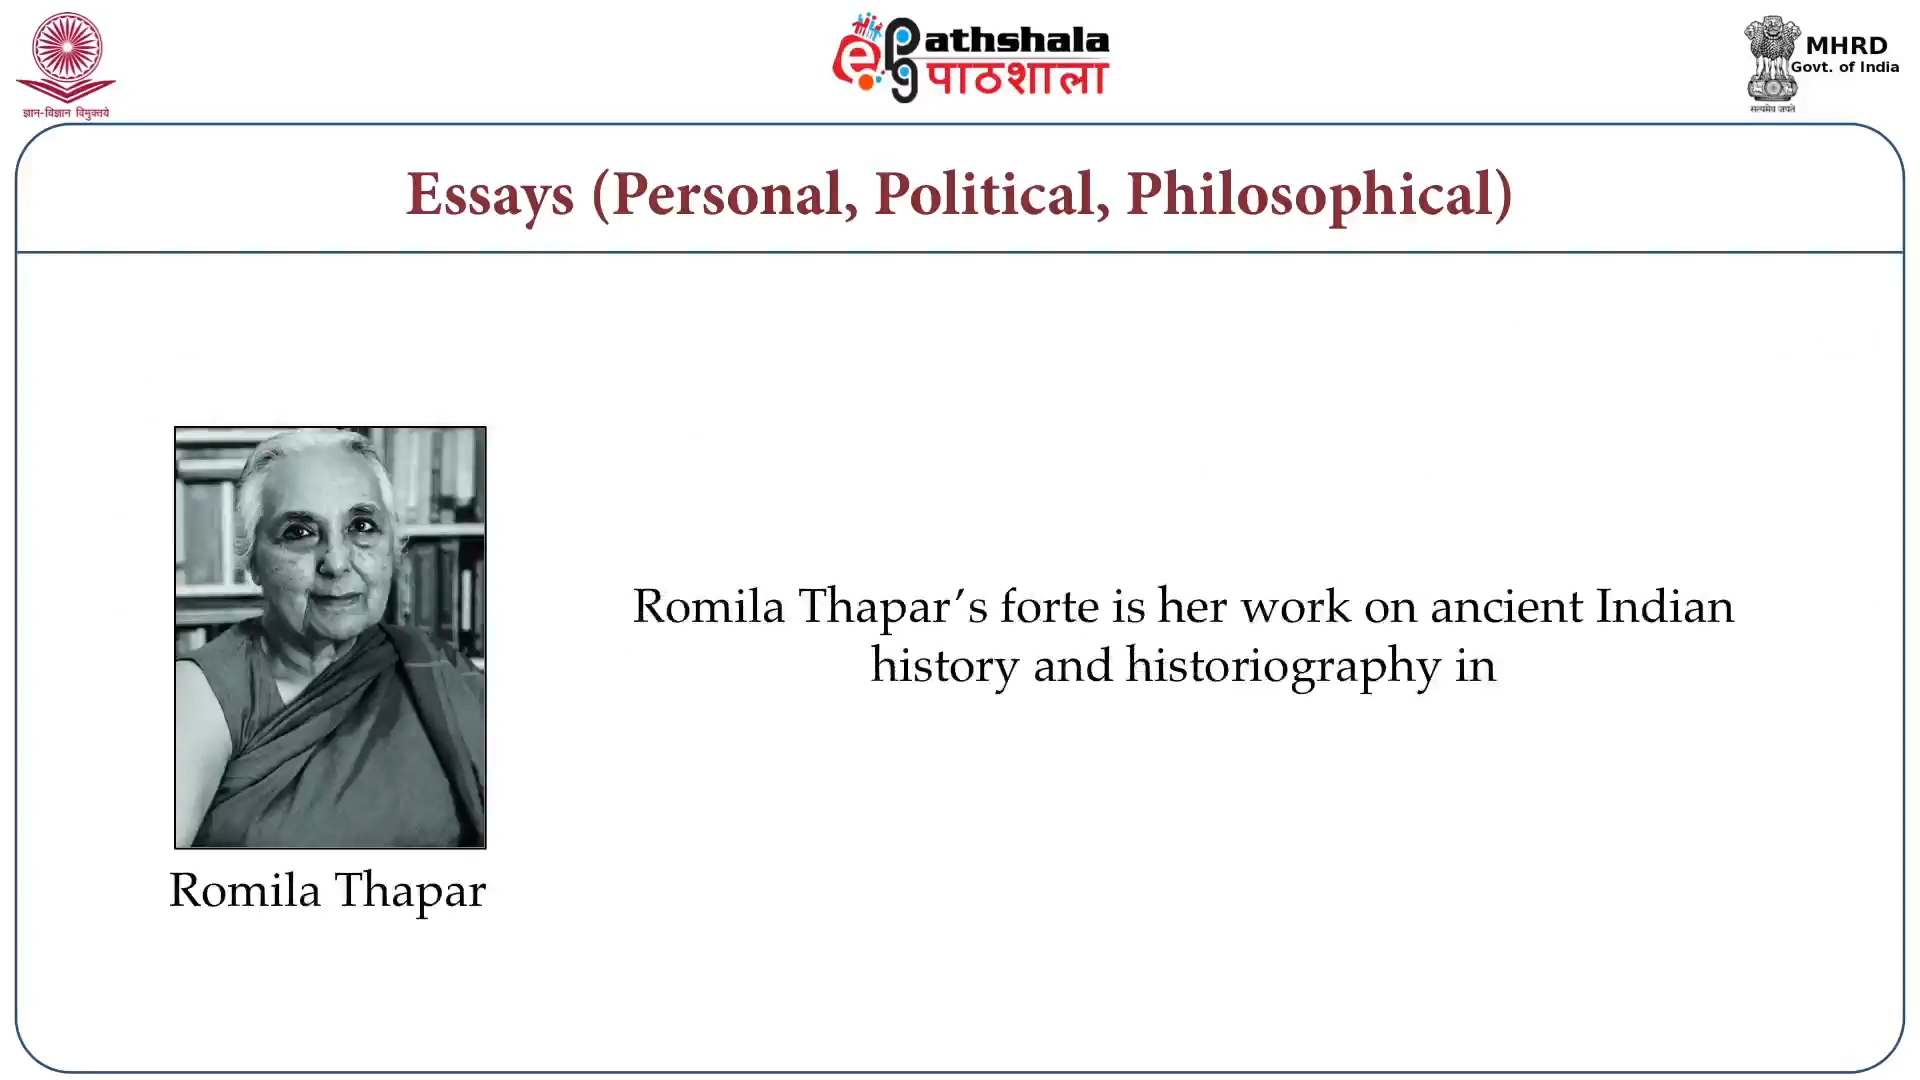 ज्ञान-विज्ञान विमुक्तये
ePathshala
पाठशाला
MHRD
Govt. of India
सत्यमेव जयते
Essays (Personal, Political, Philosophical)
Romila Thapar’s forte is her work on ancient Indian
history and historiography in
Romila Thapar